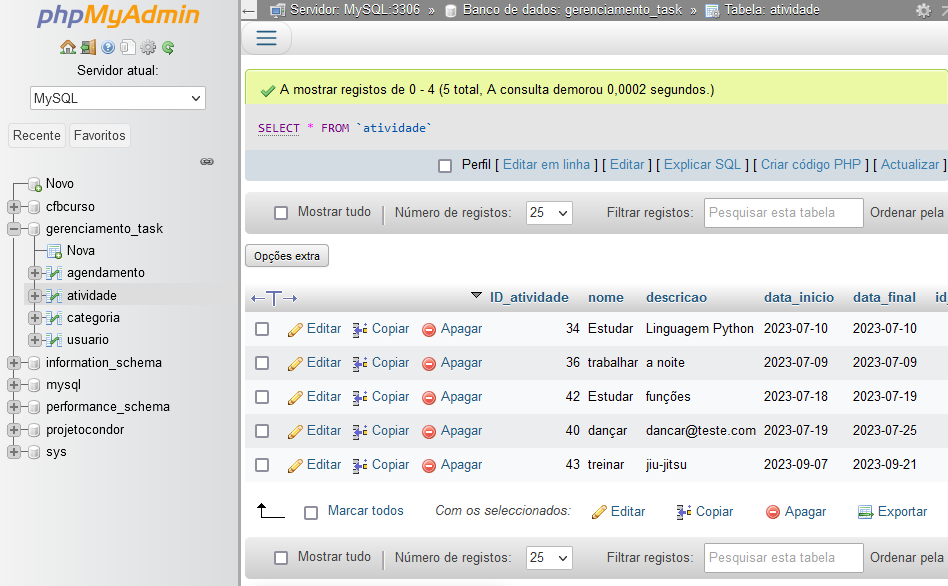 phpMyAdmin
Servidor atual:
MySQL
Recente Favoritos
Novo
cfbcurso
gerenciamento_task
Nova
agendamento
atividade
categoria
usuario
information_schema
mysql
performance_schema
projetocondor
sys
Servidor: MySQL:3306 » Banco de dados: gerenciamento_task » Tabela: atividade
A mostrar registos de 0 - 4 (5 total, A consulta demorou 0,0002 segundos.)
SELECT * FROM `atividade`
Perfil [ Editar em linha ] [ Editar ] [ Explicar SQL ] [ Criar código PHP ] [ Actualizar ]
Mostrar tudo | Número de registos: 25 Filtrar registos: Pesquisar esta tabela Ordenar pela
Opções extra
←T→ ID_atividade nome descricao data_inicio data_final id_
Editar Copiar Apagar 34 Estudar Linguagem Python 2023-07-10 2023-07-10
Editar Copiar Apagar 36 trabalhar a noite 2023-07-09 2023-07-09
Editar Copiar Apagar 42 Estudar funções 2023-07-18 2023-07-19
Editar Copiar Apagar 40 dançar dancar@teste.com 2023-07-19 2023-07-25
Editar Copiar Apagar 43 treinar jiu-jitsu 2023-09-07 2023-09-21
Marcar todos Com os seleccionados: Editar Copiar Apagar Exportar
Mostrar tudo | Número de registos: 25 Filtrar registos: Pesquisar esta tabela Ordenar pela